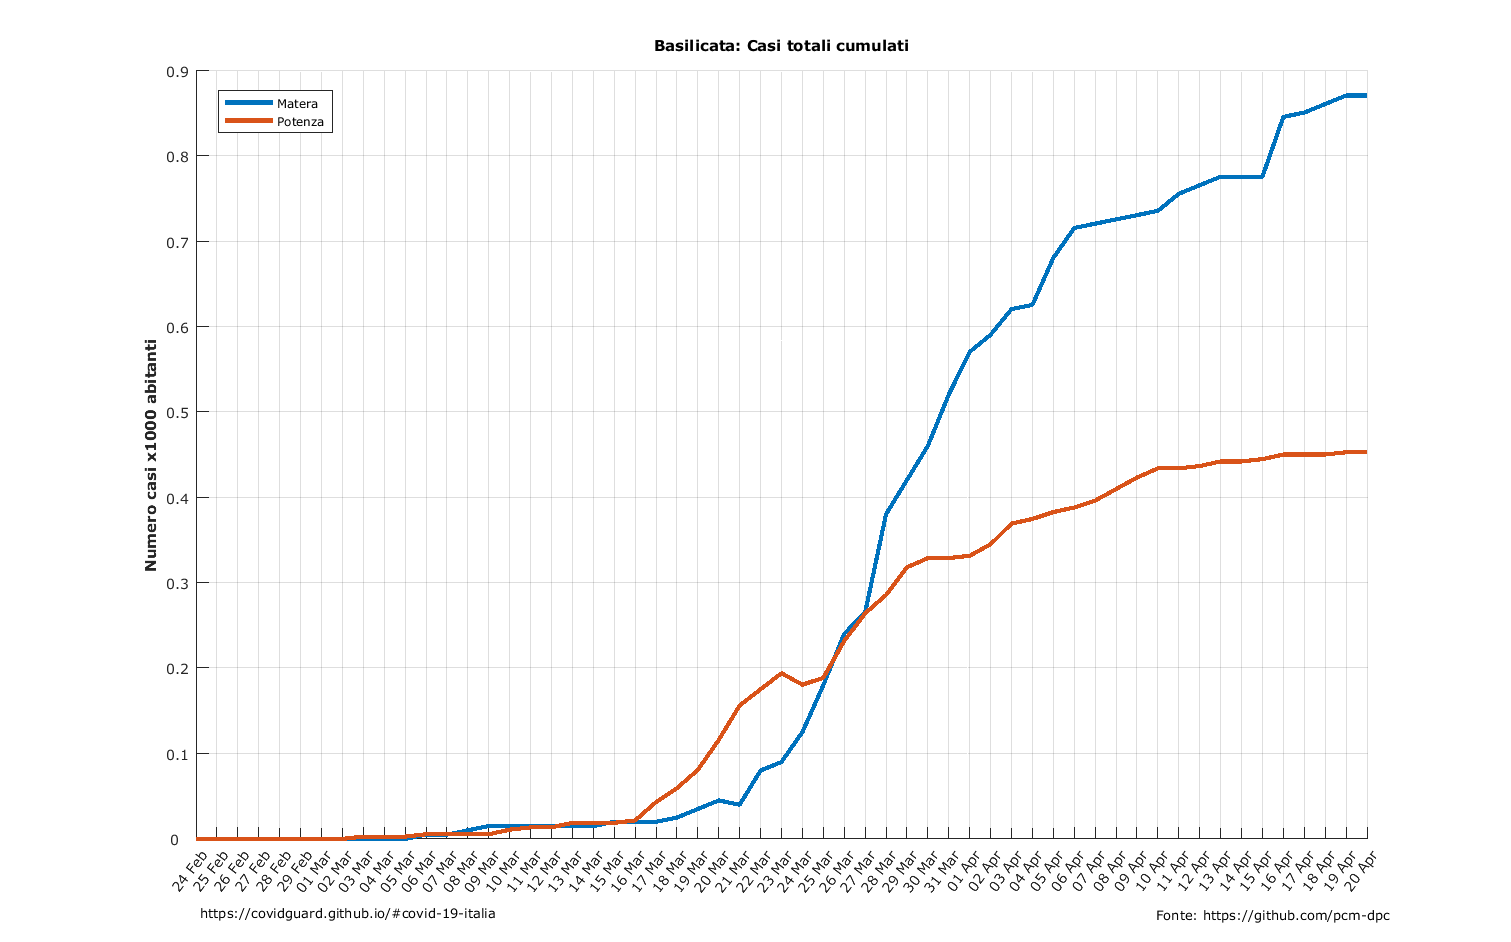 Basilicata: Casi totali cumulati
Matera
Potenza
Numero casi x1000 abitanti
0.9
0.8
0.7
0.6
0.5
0.4
0.3
0.2
0.1
0
24 Feb
25 Feb
26 Feb
27 Feb
28 Feb
29 Feb
01 Mar
02 Mar
03 Mar
04 Mar
05 Mar
06 Mar
07 Mar
08 Mar
09 Mar
10 Mar
11 Mar
12 Mar
13 Mar
14 Mar
15 Mar
16 Mar
17 Mar
18 Mar
19 Mar
20 Mar
21 Mar
22 Mar
23 Mar
24 Mar
25 Mar
26 Mar
27 Mar
28 Mar
29 Mar
30 Mar
31 Mar
01 Apr
02 Apr
03 Apr
04 Apr
05 Apr
06 Apr
07 Apr
08 Apr
09 Apr
10 Apr
11 Apr
12 Apr
13 Apr
14 Apr
15 Apr
16 Apr
17 Apr
18 Apr
19 Apr
20 Apr
https://covidguard.github.io/#covid-19-italia
Fonte: https://github.com/pcm-dpc